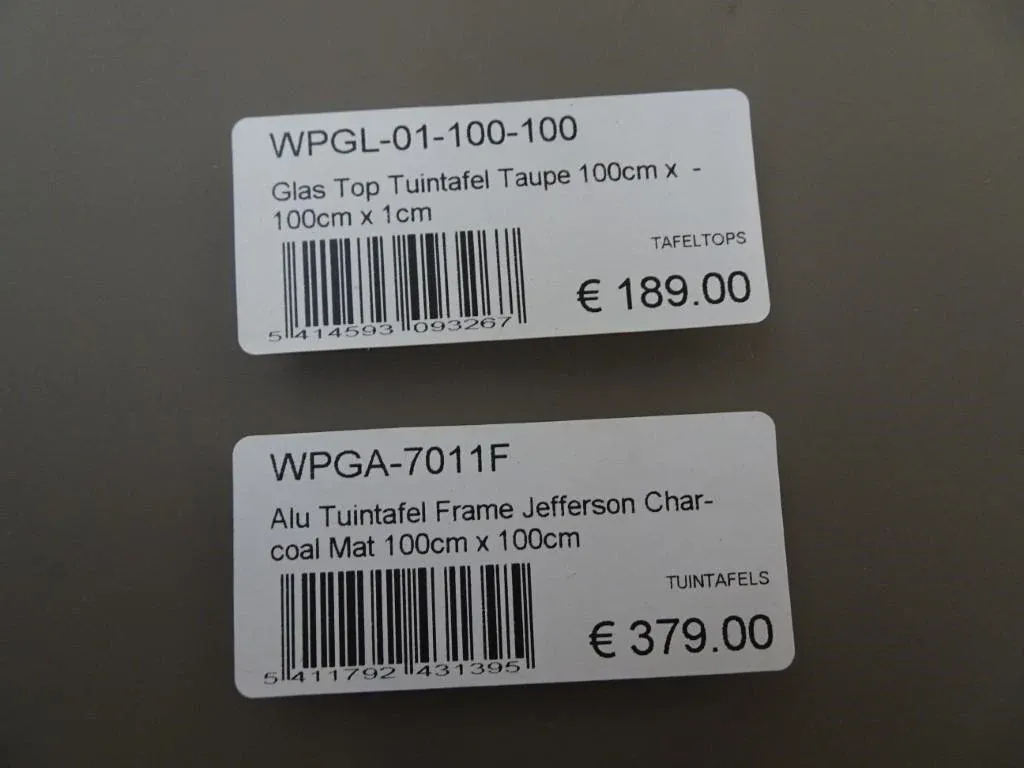 WPGL-01-100-100
Glas Top Tuintafel Taupe 100cm x -
100cm x 1cm
TAFELTOPS
€ 189.00
5 414593 093267
WPGA-7011F
Alu Tuintafel Frame Jefferson Char-
coal Mat 100cm x 100cm
TUINTAFELS
€ 379.00
5 411792 431395